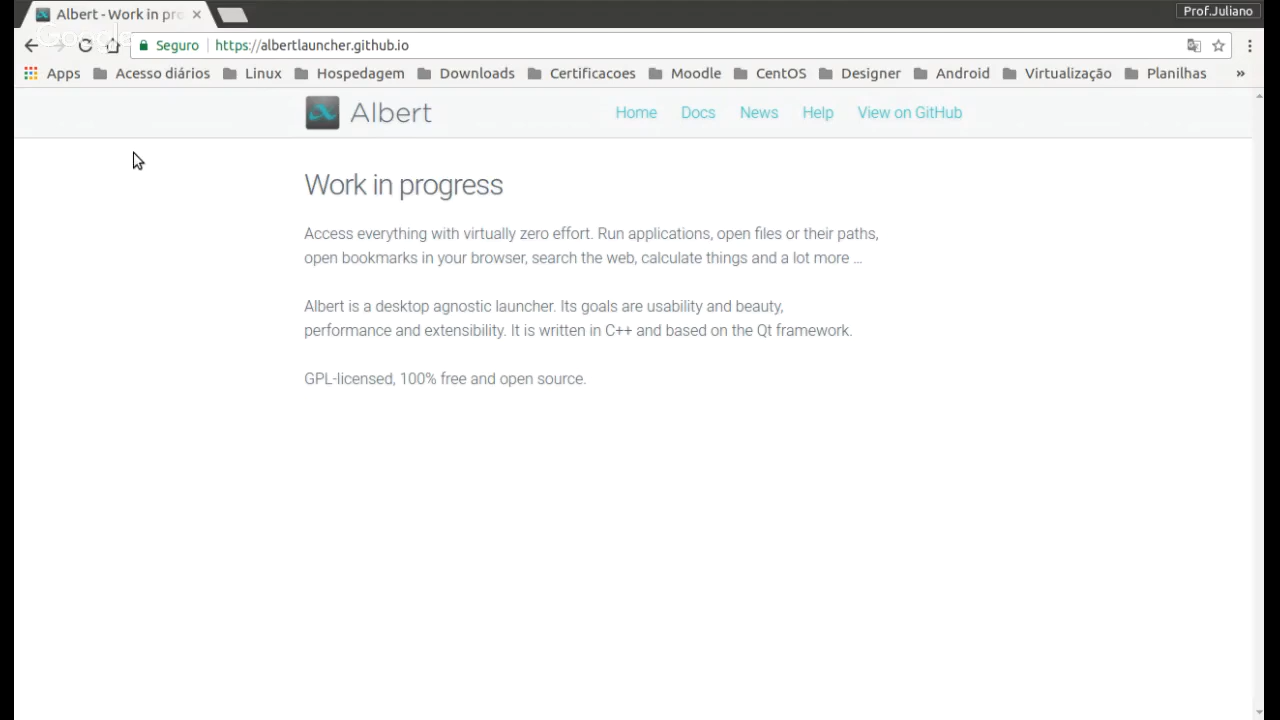 Albert - Work in pro
Prof.Juliano
Google
Seguro
https://albertlauncher.github.io
Apps
Acesso diários
Linux
Hospedagem
Downloads
Certificacoes
Moodle
CentOS
Designer
Android
Virtualização
Planilhas
»
Albert
Home
Docs
News
Help
View on GitHub
Work in progress
Access everything with virtually zero effort. Run applications, open files or their paths,
open bookmarks in your browser, search the web, calculate things and a lot more ...
Albert is a desktop agnostic launcher. Its goals are usability and beauty,
performance and extensibility. It is written in C++ and based on the Qt framework.
GPL-licensed, 100% free and open source.